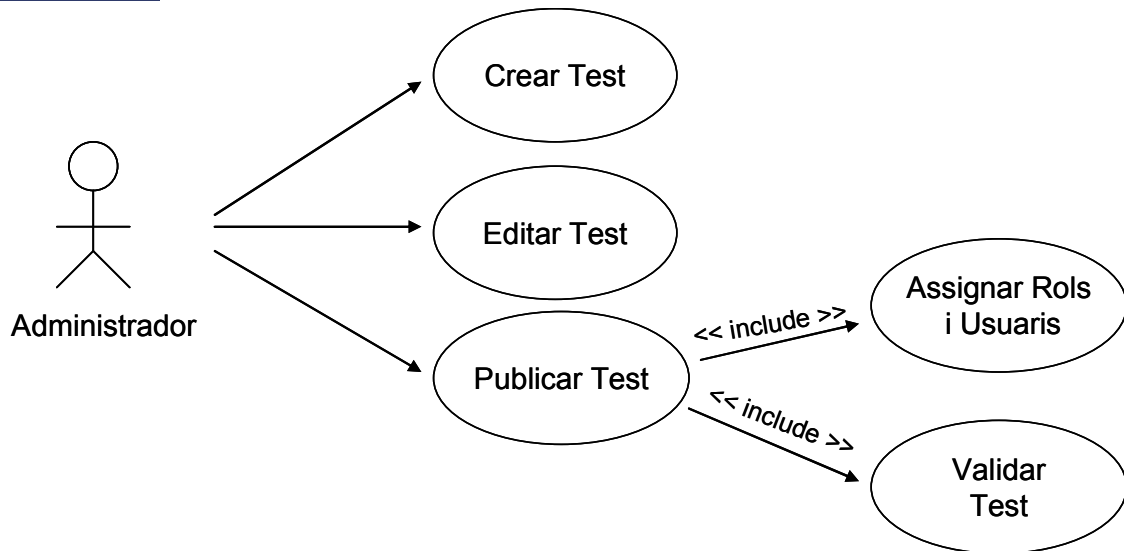 Crear Test
Editar Test
Administrador
Assignar Rols
i Usuaris
<< include >>
Publicar Test
<< include >>
Validar
Test